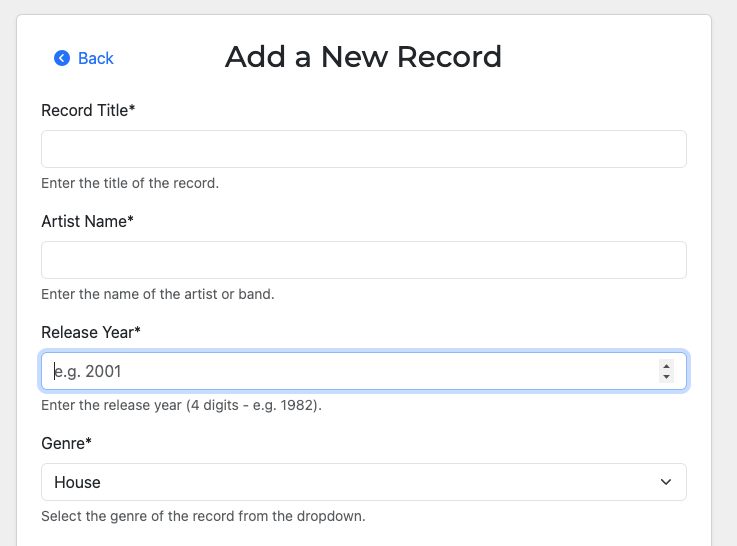 Back
Add a New Record
Record Title*
Enter the title of the record.
Artist Name*
Enter the name of the artist or band.
Release Year*
e.g. 2001
Enter the release year (4 digits - e.g. 1982).
Genre*
House
Select the genre of the record from the dropdown.